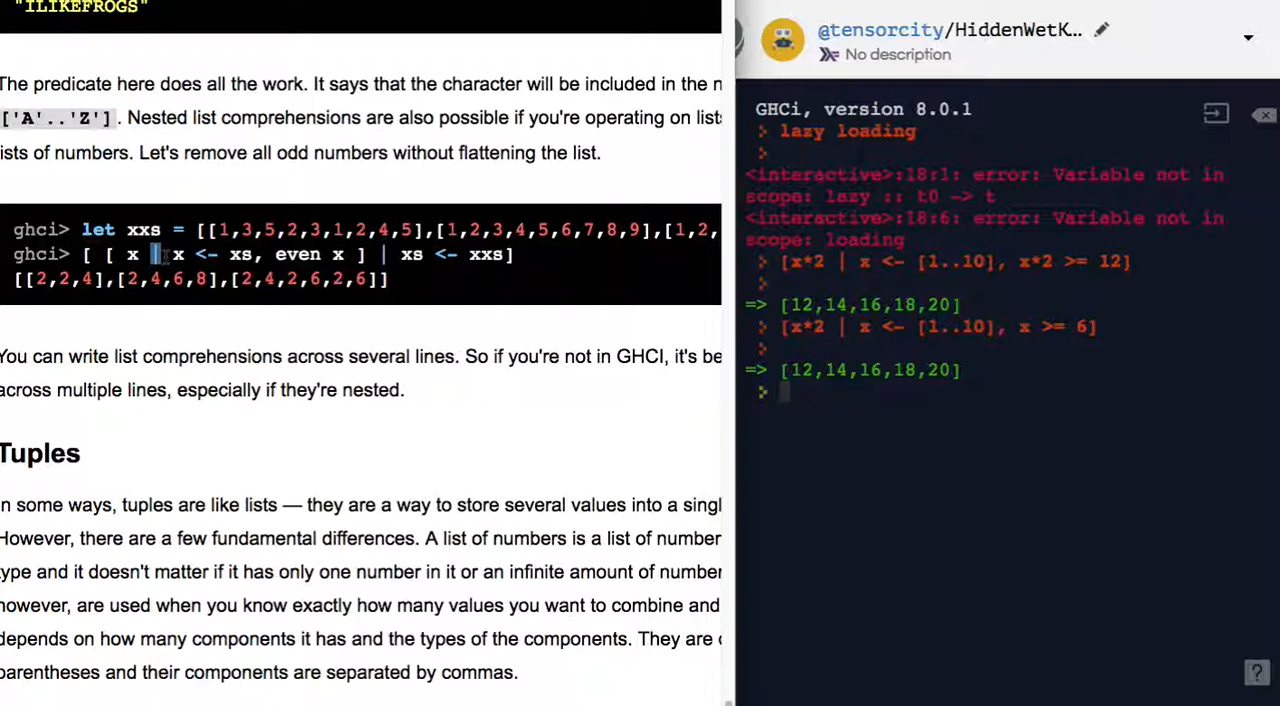 "ILIKEFROGS"
The predicate here does all the work. It says that the character will be included in the n
['A'..'Z']. Nested list comprehensions are also possible if you're operating on lists
ists of numbers. Let's remove all odd numbers without flattening the list.
ghci> let xxs = [[1,3,5,2,3,1,2,4,5],[1,2,3,4,5,6,7,8,9],[1,2,
ghci> [ [ x | x <- xs, even x ] | xs <- xxs]
[[2,2,4],[2,4,6,8],[2,4,2,6,2,6]]
You can write list comprehensions across several lines. So if you're not in GHCI, it's be
across multiple lines, especially if they're nested.
Tuples
In some ways, tuples are like lists — they are a way to store several values into a singl
However, there are a few fundamental differences. A list of numbers is a list of number
type and it doesn't matter if it has only one number in it or an infinite amount of number
however, are used when you know exactly how many values you want to combine and
depends on how many components it has and the types of the components. They are d
parentheses and their components are separated by commas.
@tensorcity/HiddenWetK...
No description
GHCi, version 8.0.1
> lazy loading
>
<interactive>:18:1: error: Variable not in
scope: lazy :: t0 -> t
<interactive>:18:6: error: Variable not in
scope: loading
> [x*2 | x <- [1..10], x*2 >= 12]
>
=> [12,14,16,18,20]
> [x*2 | x <- [1..10], x >= 6]
>
=> [12,14,16,18,20]
>
?